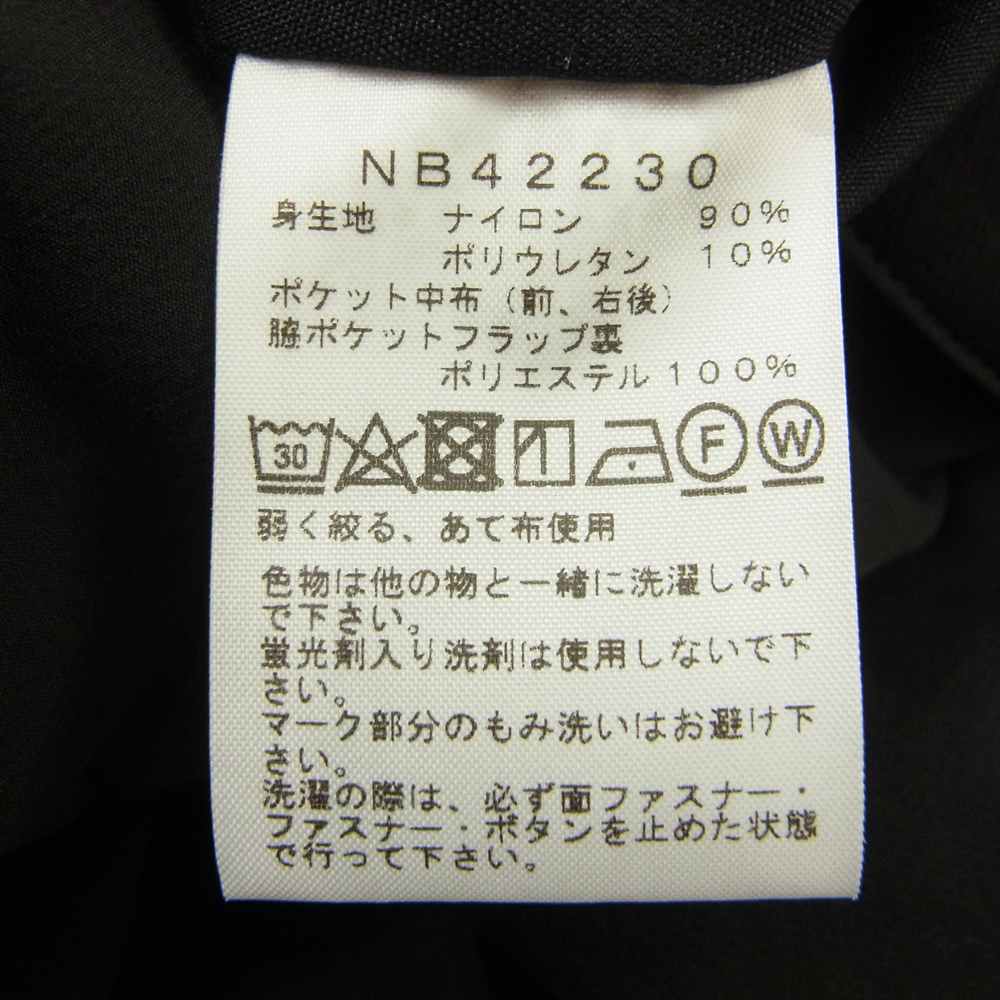 NB42230
身生地 ナイロン 90%
ポリウレタン 10%
ポケット中布（前、右後）
脇ポケットフラップ裏
ポリエステル100%
30 F W
弱く絞る、あて布使用
色物は他の物と一緒に洗濯しない
で下さい。
蛍光剤入り洗剤は使用しないで下
さい。
マーク部分のもみ洗いはお避け下
さい。
洗濯の際は、必ず面ファスナー・
ファスナー・ボタンを止めた状態
で行って下さい。